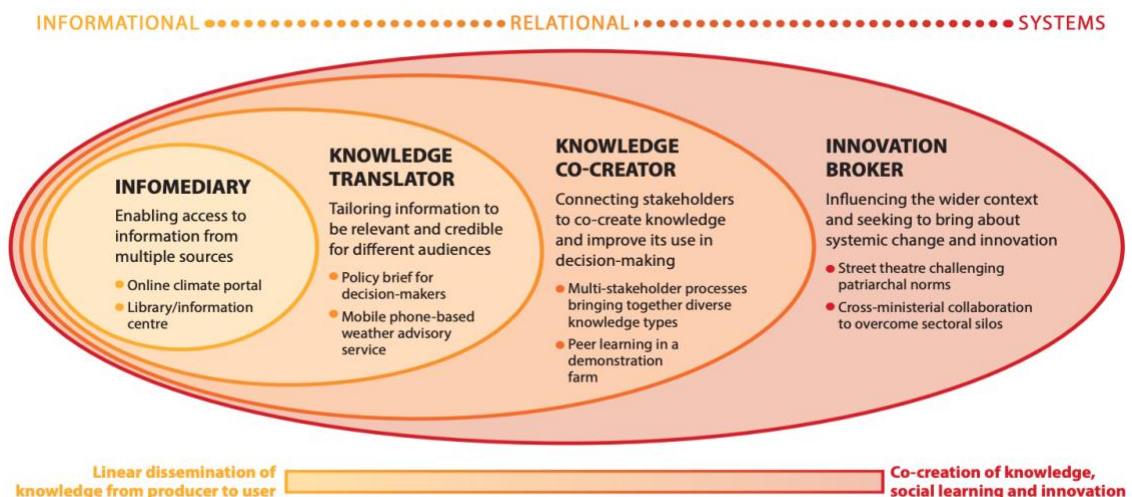 INFORMATIONAL RELATIONAL SYSTEMS
INFOMEDIARY
Enabling access to
information from
multiple sources
Online climate portal
Library/information
centre
KNOWLEDGE
TRANSLATOR
Tailoring information to
be relevant and credible
for different audiences
Policy brief for
decision-makers
Mobile phone-based
weather advisory
service
KNOWLEDGE
CO-CREATOR
Connecting stakeholders
to co-create knowledge
and improve its use in
decision-making
Multi-stakeholder processes
bringing together diverse
knowledge types
Peer learning in a
demonstration
farm
INNOVATION
BROKER
Influencing the wider context
and seeking to bring about
systemic change and innovation
Street theatre challenging
patriarchal norms
Cross-ministerial collaboration
to overcome sectoral silos
Linear dissemination of
knowledge from producer to user
Co-creation of knowledge,
social learning and innovation